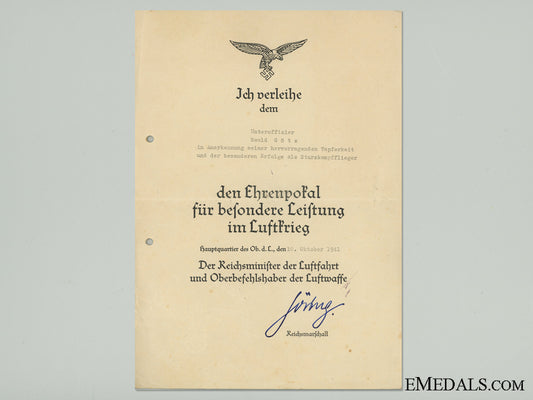 Ich verleihe
dem
Unteroffizier
Ewald Götz
in Anerkennung seiner hervorragenden Tapferkeit
und der besonderen Erfolge als Sturzkampfflieger
den Ehrenpokal
für besondere Leistung
im Luftkrieg
Hauptquartier des Ob. d. L., den 20. Oktober 1941
Der Reichsminister der Luftfahrt
und Oberbefehlshaber der Luftwaffe
Göring.
Reichsmarschall
EMEDALS.COM